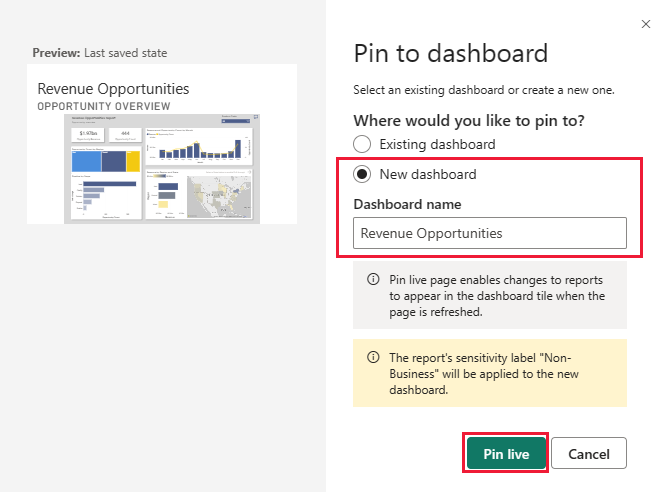 Preview: Last saved state
Revenue Opportunities
OPPORTUNITY OVERVIEW
$1.97bn
444
Pin to dashboard
Select an existing dashboard or create a new one.
Where would you like to pin to?
Existing dashboard
New dashboard
Dashboard name
Revenue Opportunities
Pin live page enables changes to reports
to appear in the dashboard tile when the
page is refreshed.
The report's sensitivity label "Non-
Business" will be applied to the new
dashboard.
Pin live
Cancel